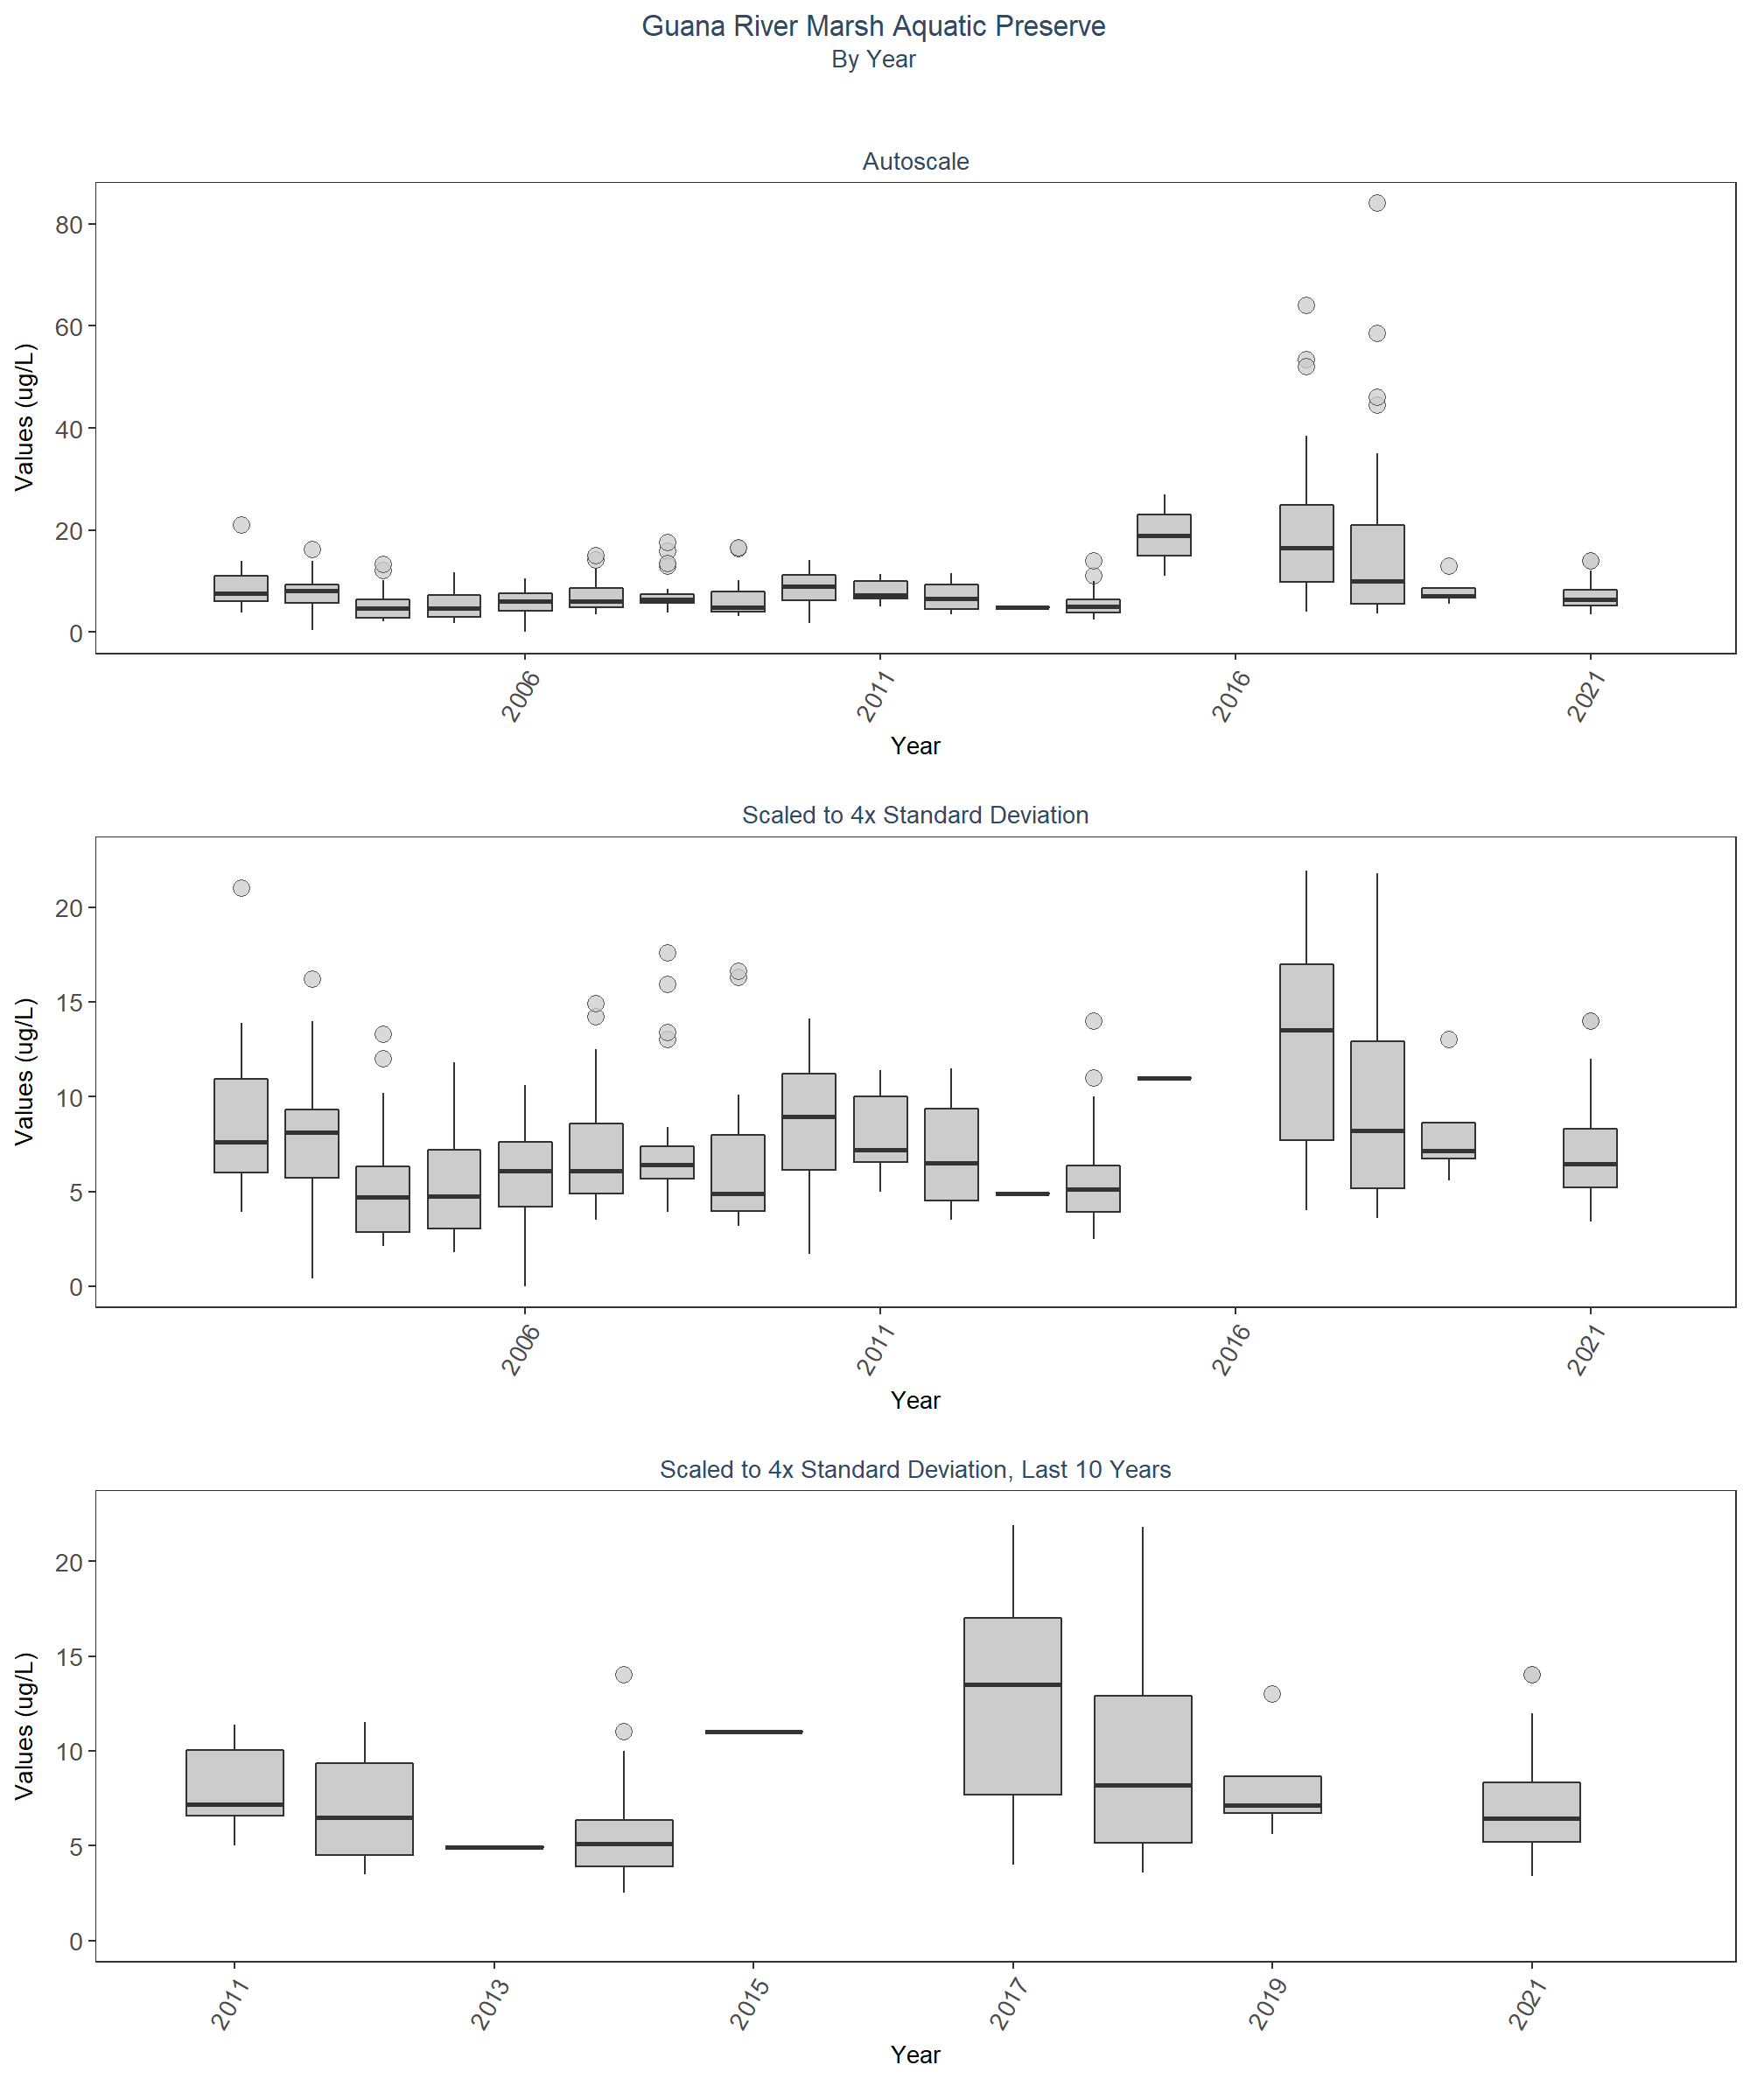 Guana River Marsh Aquatic Preserve
By Year
Autoscale
Values (ug/L)
80
60
40
20
0
2006
2011
2016
2021
Year
Scaled to 4x Standard Deviation
Values (ug/L)
20
15
10
5
0
2006
2011
2016
2021
Year
Scaled to 4x Standard Deviation, Last 10 Years
Values (ug/L)
20
15
10
5
0
2011
2013
2015
2017
2019
2021
Year